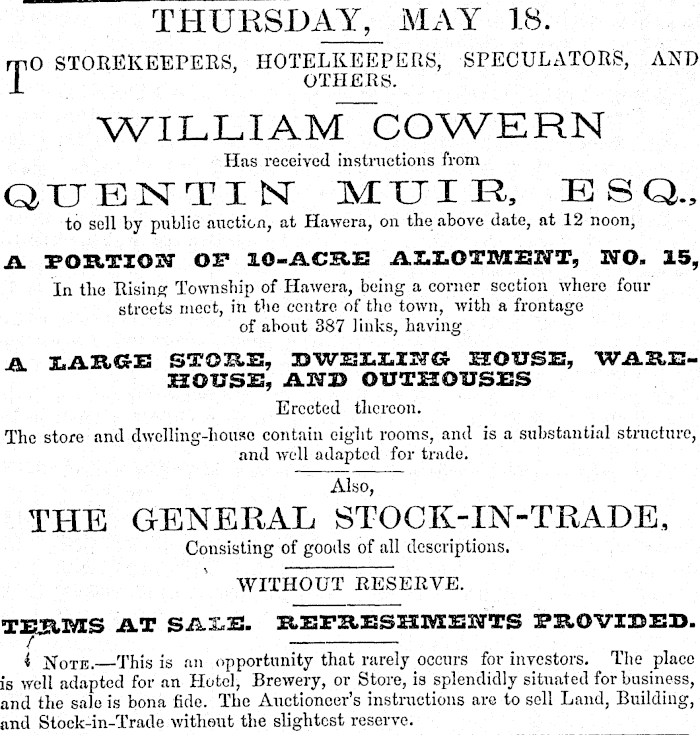 THURSDAY, MAY 18.
TO STOREKEEPERS, HOTELKEEPERS, SPECULATORS, AND
OTHERS.
WILLIAM COWERN
Has received instructions from
QUENTIN MUIR, ESQ.,
to sell by public auction, at Hawera, on the above date, at 12 noon,
A PORTION OF 10-ACRE ALLOTMENT, NO. 15,
In the Rising Township of Hawera, being a corner section where four
streets meet, in the centre of the town, with a frontage
of about 387 links, having
A LARGE STORE, DWELLING HOUSE, WARE-
HOUSE, AND OUTHOUSES
Erected thereon.
The store and dwelling-house contain eight rooms, and is a substantial structure,
and well adapted for trade.
Also,
THE GENERAL STOCK-IN-TRADE,
Consisting of goods of all descriptions.
WITHOUT RESERVE.
TERMS AT SALE. REFRESHMENTS PROVIDED.
NOTE.—This is an opportunity that rarely occurs for investors. The place
is well adapted for an Hotel, Brewery, or Store, is splendidly situated for business,
and the sale is bona fide. The Auctioneer's instructions are to sell Land, Building,
and Stock-in-Trade without the slightest reserve.